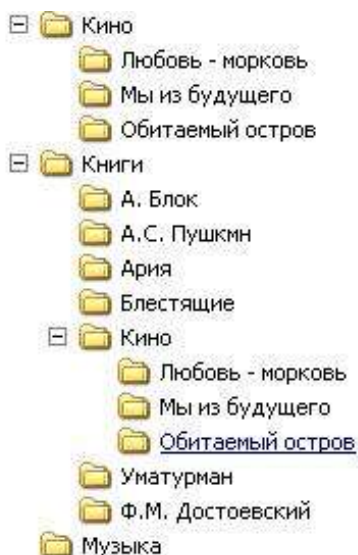 Кино
Любовь - морковь
Мы из будущего
Обитаемый остров
Книги
А. Блок
А.С. Пушкмн
Ария
Блестящие
Кино
Любовь - морковь
Мы из будущего
Обитаемый остров
Уматурман
Ф.М. Достоевский
Музыка